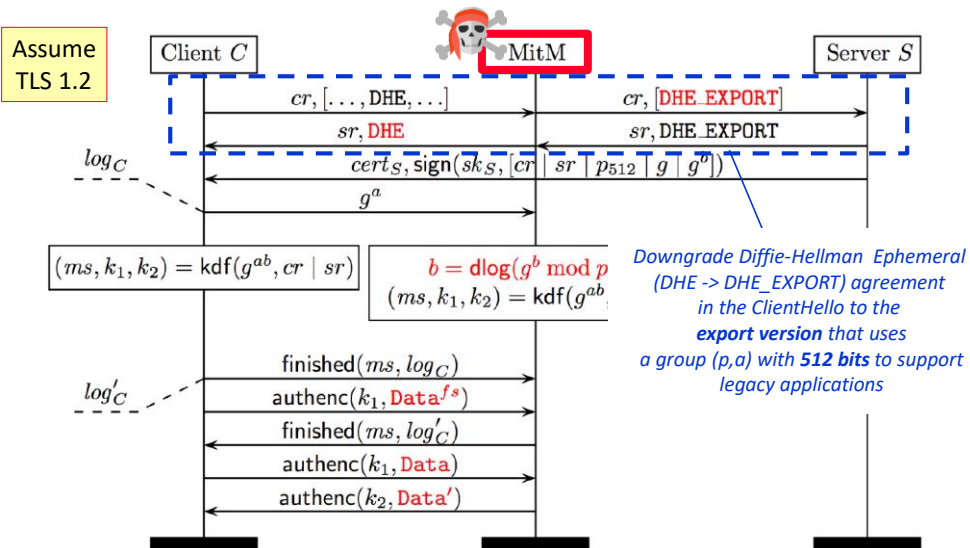 Assume
TLS 1.2
Client C
MitM
Server S
cr, [..., DHE, ...]
cr, [DHE_EXPORT]
sr, DHE
sr, DHE_EXPORT
log_C
cert_S, sign(sk_S, [cr | sr | p_512 | g | g^b])
g^a
(ms, k_1, k_2) = kdf(g^{ab}, cr | sr)
b = dlog(g^b mod p
(ms, k_1, k_2) = kdf(g^{ab},
Downgrade Diffie-Hellman Ephemeral
(DHE -> DHE_EXPORT) agreement
in the ClientHello to the
export version that uses
a group (p,a) with 512 bits to support
legacy applications
finished(ms, log_C)
log'_C
authenc(k_1, Data^{fs})
finished(ms, log'_C)
authenc(k_1, Data)
authenc(k_2, Data')